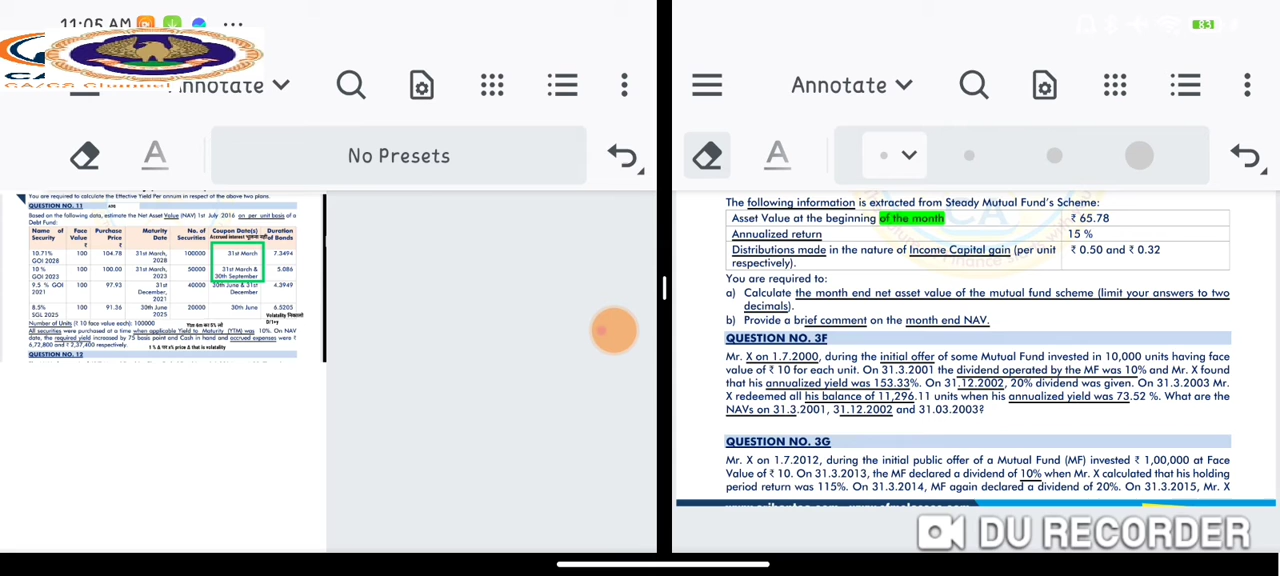 11:05 AM
Annotate
No Presets
You are required to calculate the Effective Yield Per annum in respect of the above two plans.
QUESTION NO. 11
Based on the following data, estimate the Net Asset Value (NAV) 1st July 2016 on per unit basis of a
Debt Fund:
Name of Security Face Value ₹ Purchase Price ₹ Maturity Date No. of Securities Coupon Date(s) Duration of Bonds
10.71% GOI 2028 100 104.78 31st March, 2028 100000 31st March 7.3494
10 % GOI 2023 100 100.00 31st March, 2023 50000 31st March & 30th September 5.086
9.5 % GOI 2021 100 97.93 31st December, 2021 40000 30th June & 31st December 4.3949
8.5% SGL 2025 100 91.36 30th June 2025 20000 30th June 6.5205
Number of Units (₹ 10 face value each): 100000
All securities were purchased at a time when applicable Yield to Maturity (YTM) was 10%. On NAV
date, the required yield increased by 75 basis point and Cash in hand and accrued expenses were ₹
6,72,800 and ₹ 2,37,400 respectively.
QUESTION NO. 12
Annotate
The following information is extracted from Steady Mutual Fund's Scheme:
Asset Value at the beginning of the month ₹ 65.78
Annualized return 15 %
Distributions made in the nature of Income Capital gain (per unit ₹ 0.50 and ₹ 0.32
respectively).
You are required to:
a) Calculate the month end net asset value of the mutual fund scheme (limit your answers to two
decimals).
b) Provide a brief comment on the month end NAV.
QUESTION NO. 3F
Mr. X on 1.7.2000, during the initial offer of some Mutual Fund invested in 10,000 units having face
value of ₹ 10 for each unit. On 31.3.2001 the dividend operated by the MF was 10% and Mr. X found
that his annualized yield was 153.33%. On 31.12.2002, 20% dividend was given. On 31.3.2003 Mr.
X redeemed all his balance of 11,296.11 units when his annualized yield was 73.52 %. What are the
NAVs on 31.3.2001, 31.12.2002 and 31.03.2003?
QUESTION NO. 3G
Mr. X on 1.7.2012, during the initial public offer of a Mutual Fund (MF) invested ₹ 1,00,000 at Face
Value of ₹ 10. On 31.3.2013, the MF declared a dividend of 10% when Mr. X calculated that his holding
period return was 115%. On 31.3.2014, MF again declared a dividend of 20%. On 31.3.2015, Mr. X
83
DU RECORDER